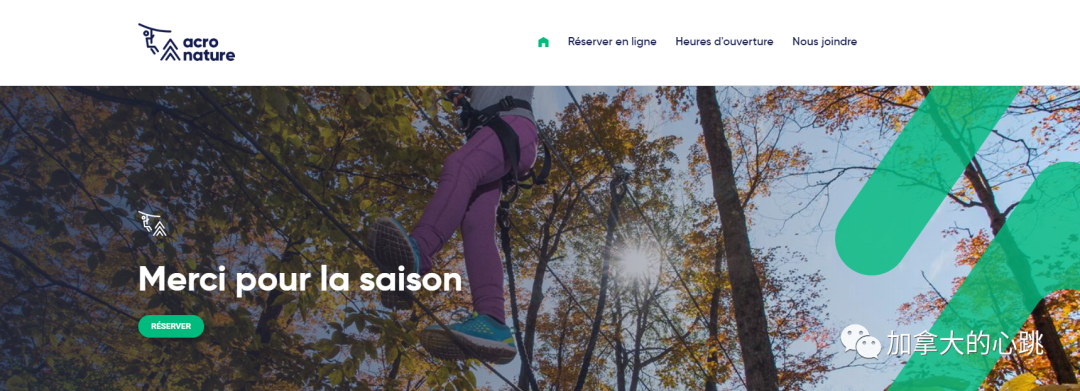 acro
nature
Réserver en ligne
Heures d'ouverture
Nous joindre
Merci pour la saison
RÉSERVER
加拿大的心跳